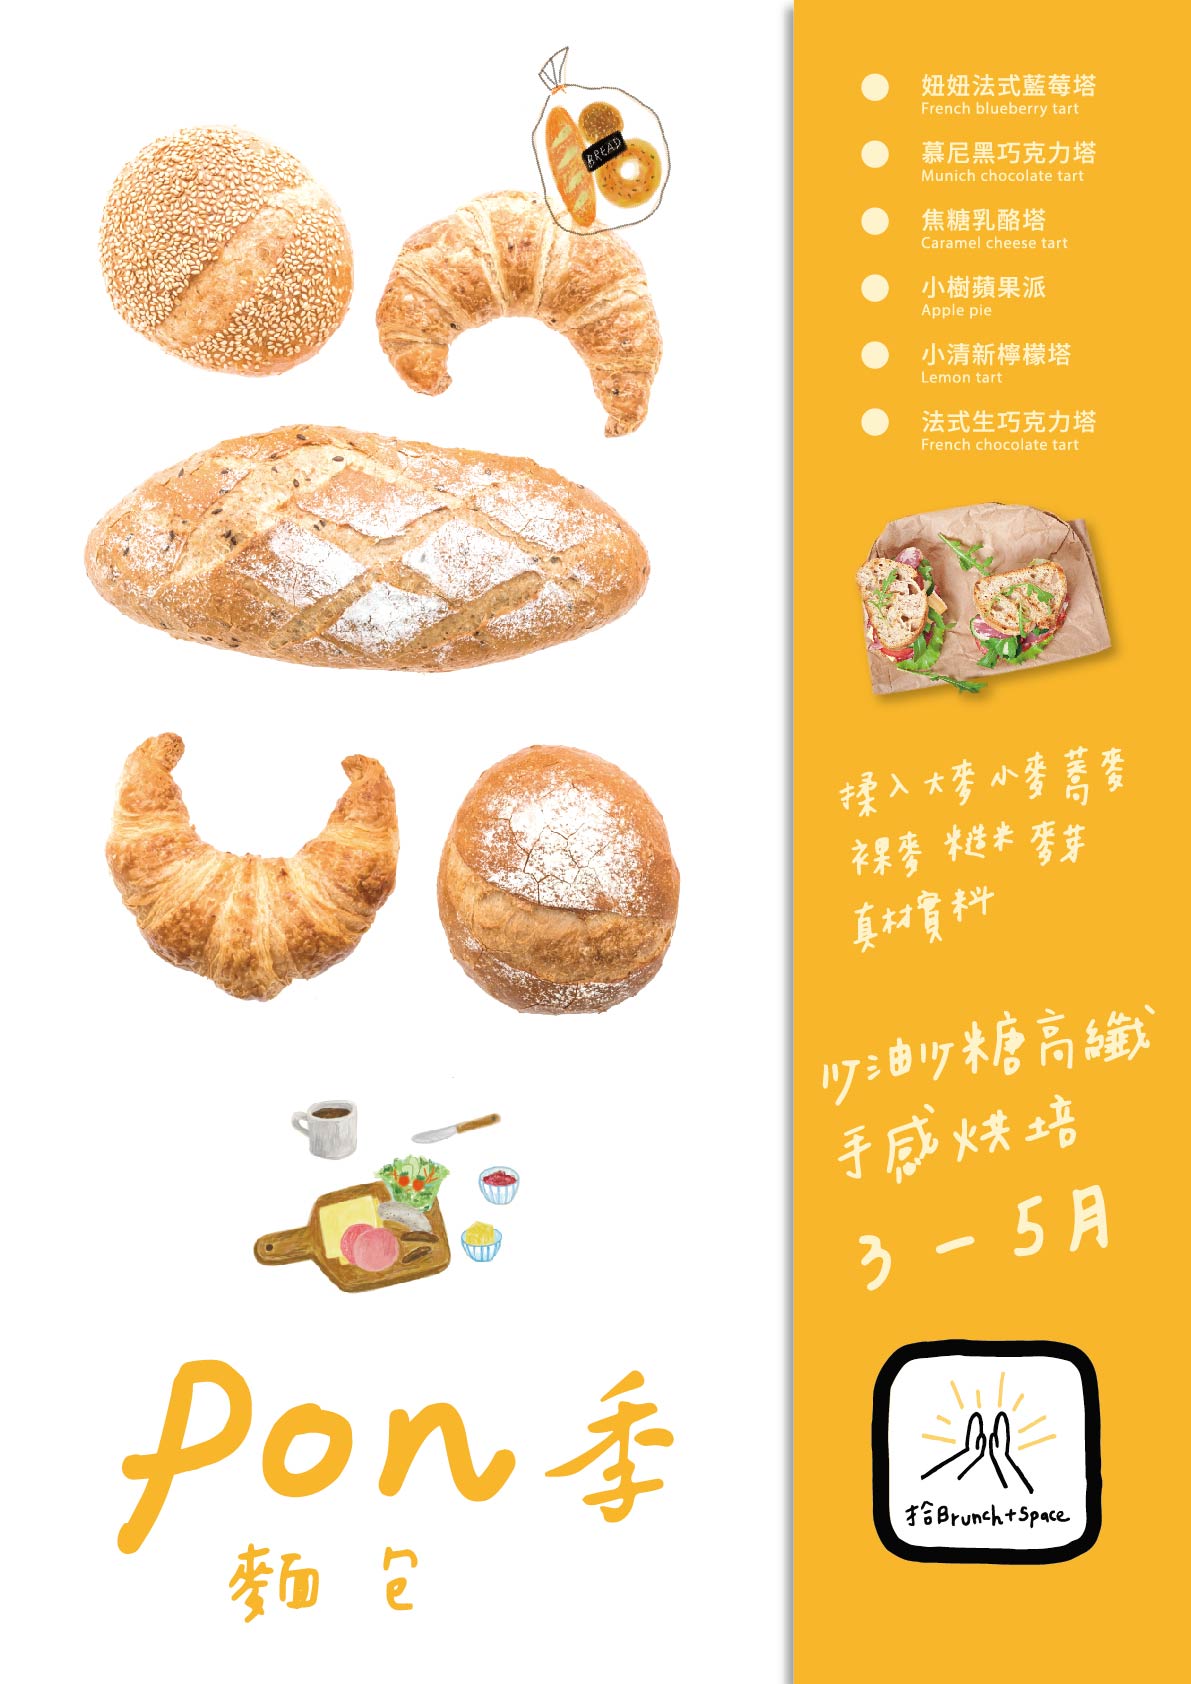 BREAD
Pon季
麵包
妞妞法式藍莓塔
French blueberry tart
慕尼黑巧克力塔
Munich chocolate tart
焦糖乳酪塔
Caramel cheese tart
小樹蘋果派
Apple pie
小清新檸檬塔
Lemon tart
法式生巧克力塔
French chocolate tart
揉入大麥小麥蕎麥
裸麥 糙米 麥芽
真材實料
少油少糖高纖
手感烘培
3－5月
拾Brunch+Space